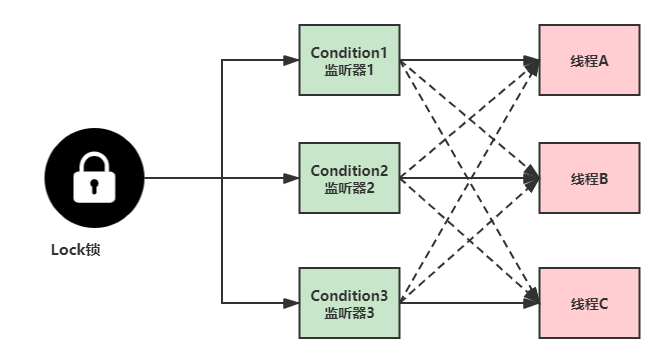 Condition1
监听器1
线程A
Condition2
监听器2
线程B
Lock锁
Condition3
监听器3
线程C